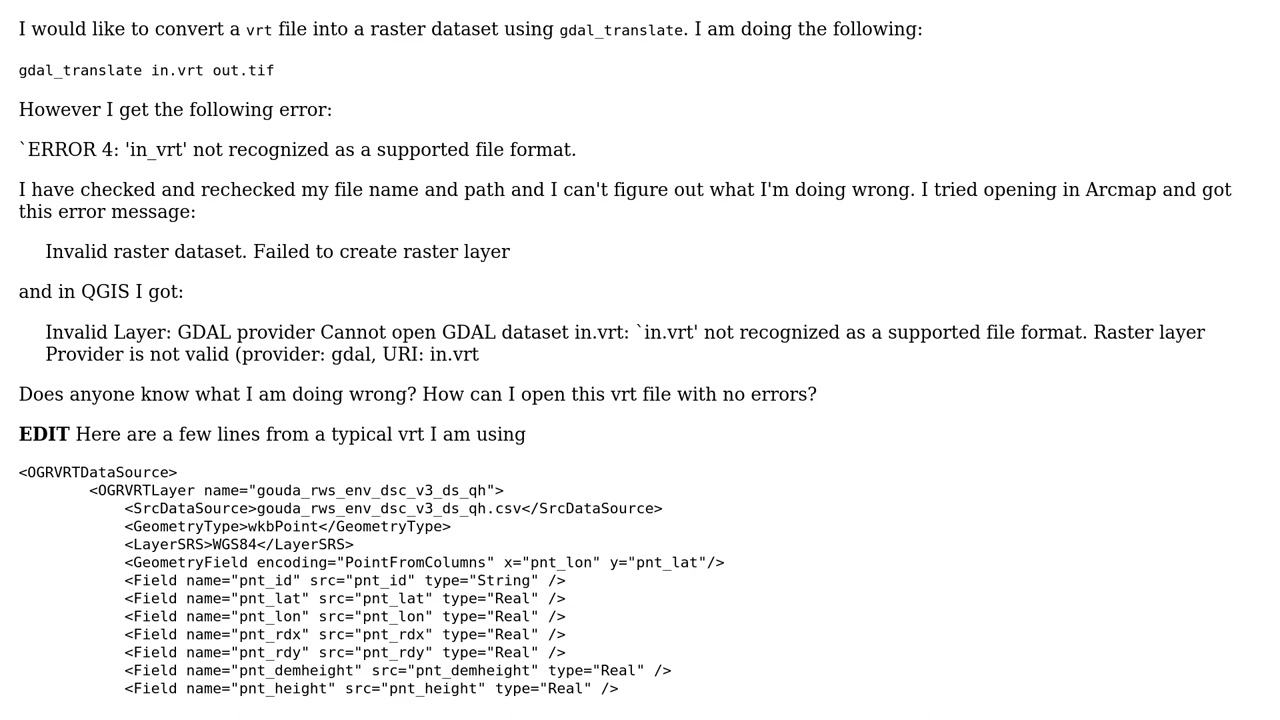 I would like to convert a vrt file into a raster dataset using gdal_translate. I am doing the following:
gdal_translate in.vrt out.tif
However I get the following error:
`ERROR 4: 'in_vrt' not recognized as a supported file format.
I have checked and rechecked my file name and path and I can't figure out what I'm doing wrong. I tried opening in Arcmap and got
this error message:
Invalid raster dataset. Failed to create raster layer
and in QGIS I got:
Invalid Layer: GDAL provider Cannot open GDAL dataset in.vrt: `in.vrt' not recognized as a supported file format. Raster layer
Provider is not valid (provider: gdal, URI: in.vrt
Does anyone know what I am doing wrong? How can I open this vrt file with no errors?
EDIT Here are a few lines from a typical vrt I am using
<OGRVRTDataSource>
<OGRVRTLayer name="gouda_rws_env_dsc_v3_ds_qh">
<SrcDataSource>gouda_rws_env_dsc_v3_ds_qh.csv</SrcDataSource>
<GeometryType>wkbPoint</GeometryType>
<LayerSRS>WGS84</LayerSRS>
<GeometryField encoding="PointFromColumns" x="pnt_lon" y="pnt_lat"/>
<Field name="pnt_id" src="pnt_id" type="String" />
<Field name="pnt_lat" src="pnt_lat" type="Real" />
<Field name="pnt_lon" src="pnt_lon" type="Real" />
<Field name="pnt_rdx" src="pnt_rdx" type="Real" />
<Field name="pnt_rdy" src="pnt_rdy" type="Real" />
<Field name="pnt_demheight" src="pnt_demheight" type="Real" />
<Field name="pnt_height" src="pnt_height" type="Real" />